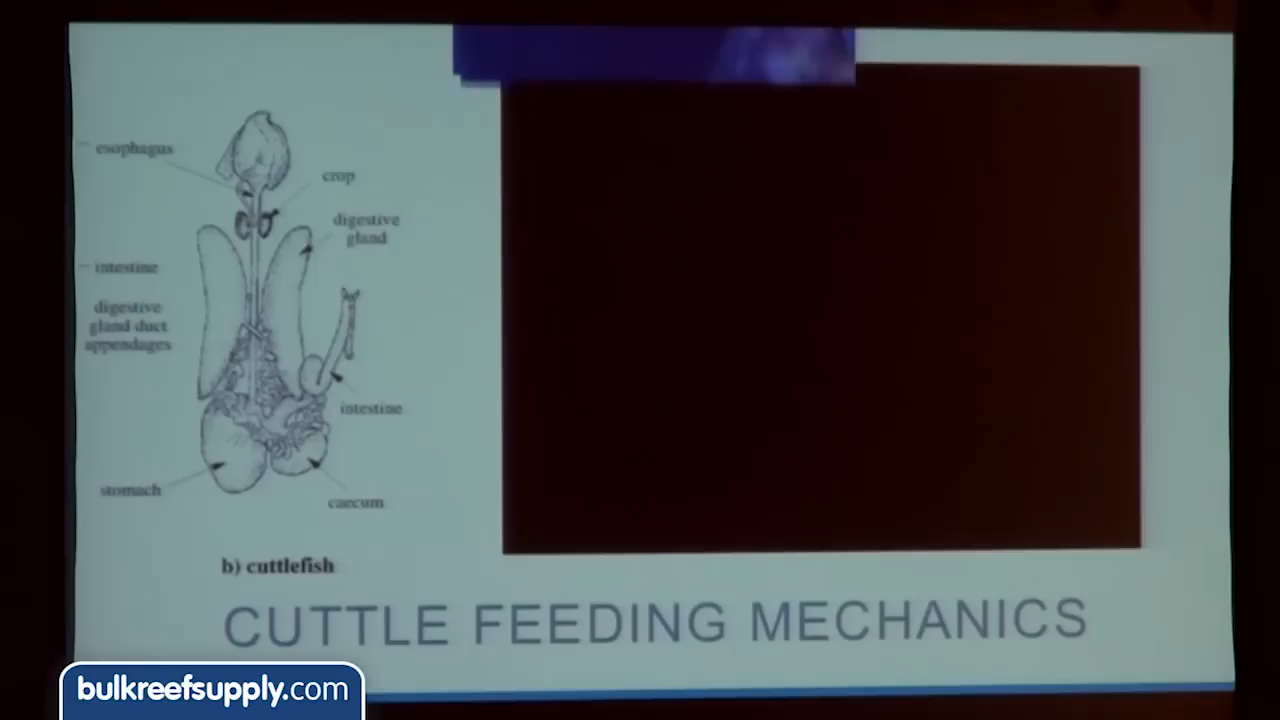 esophagus
crop
digestive
gland
intestine
digestive
gland duct
appendages
intestine
stomach
caecum
b) cuttlefish
CUTTLE FEEDING MECHANICS
bulkreefsupply.com